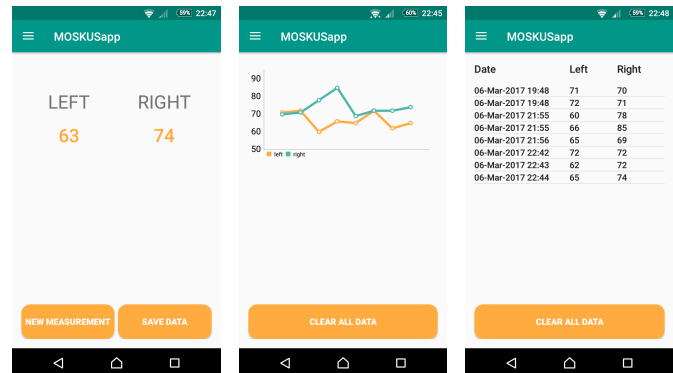 59% 22:47
MOSKUSapp
LEFT RIGHT
63 74
NEW MEASUREMENT SAVE DATA
60% 22:45
MOSKUSapp
90
80
70
60
50
left right
CLEAR ALL DATA
59% 22:48
MOSKUSapp
Date Left Right
06-Mar-2017 19:48 71 70
06-Mar-2017 19:48 72 71
06-Mar-2017 21:55 60 78
06-Mar-2017 21:55 66 85
06-Mar-2017 21:56 65 69
06-Mar-2017 22:42 72 72
06-Mar-2017 22:43 62 72
06-Mar-2017 22:44 65 74
CLEAR ALL DATA